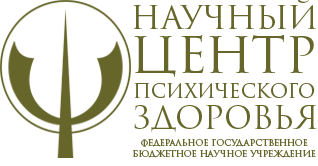 НАУЧНЫЙ
ЦЕНТР
ПСИХИЧЕСКОГО
ЗДОРОВЬЯ
ФЕДЕРАЛЬНОЕ ГОСУДАРСТВЕННОЕ
БЮДЖЕТНОЕ НАУЧНОЕ УЧРЕЖДЕНИЕ